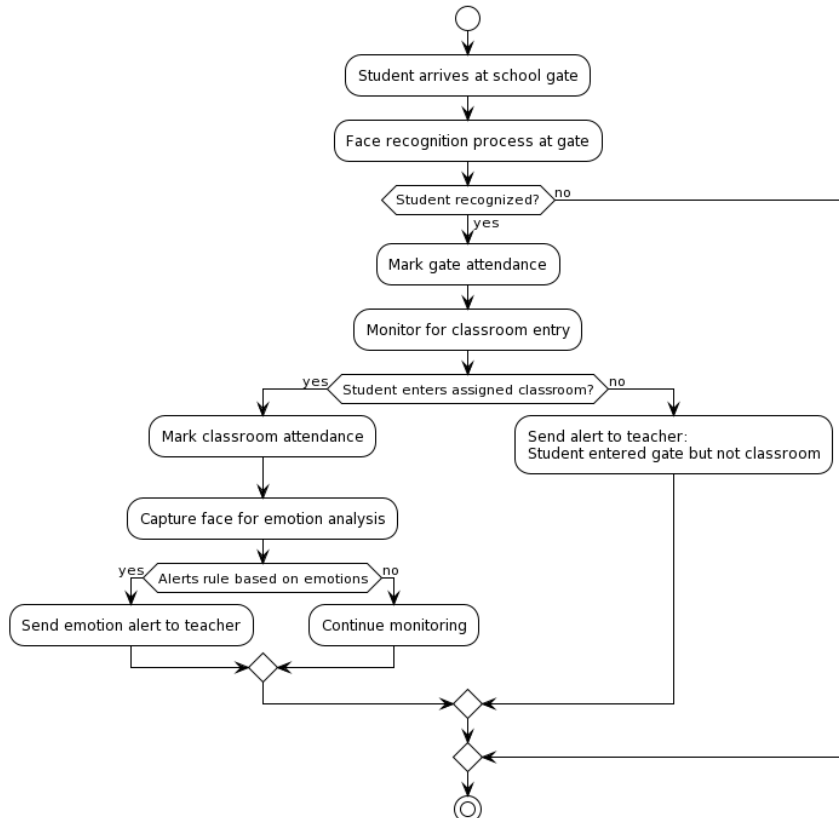 Student arrives at school gate
Face recognition process at gate
Student recognized?
no
yes
Mark gate attendance
Monitor for classroom entry
yes
Student enters assigned classroom?
no
Mark classroom attendance
Send alert to teacher:
Student entered gate but not classroom
Capture face for emotion analysis
yes
Alerts rule based on emotions
no
Send emotion alert to teacher
Continue monitoring